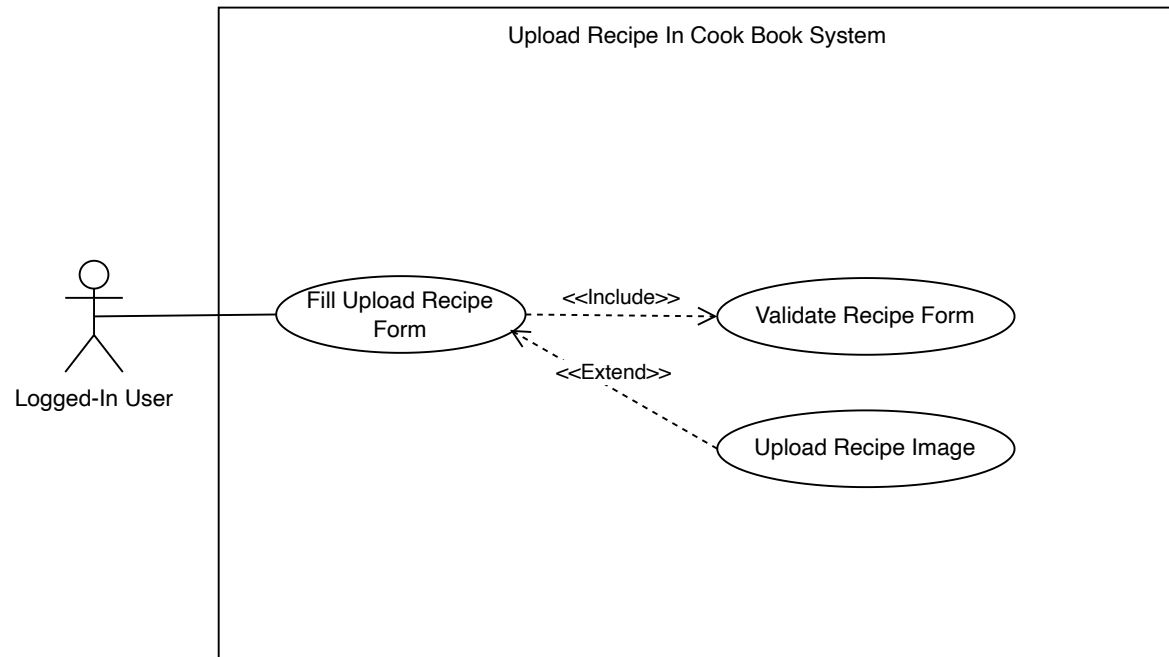 Upload Recipe In Cook Book System
Fill Upload Recipe
Form
<<Include>>
Validate Recipe Form
<<Extend>>
Logged-In User
Upload Recipe Image